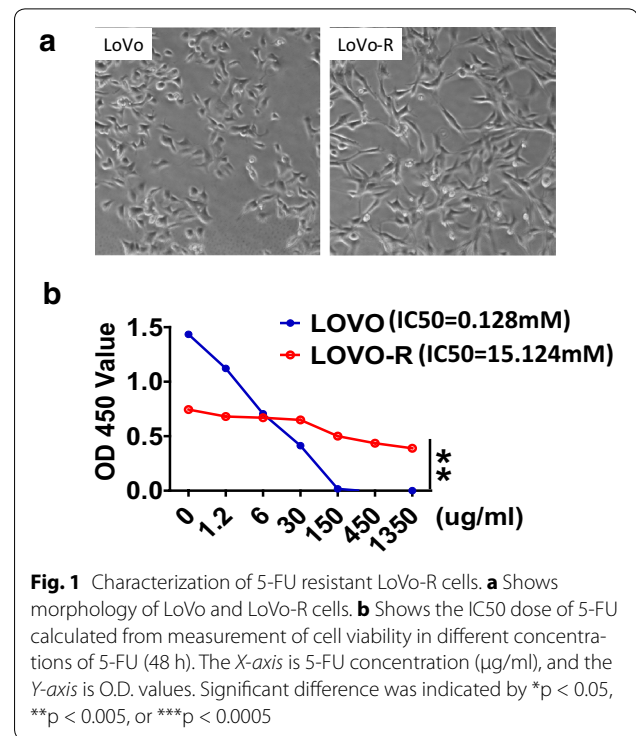 a
LoVo
LoVo-R
b
LOVO (IC50=0.128mM)
LOVO-R (IC50=15.124mM)
OD 450 Value
1.5
1.0
0.5
0.0
0 1.2 6 30 150 450 1350 (ug/ml)
**
Fig. 1 Characterization of 5-FU resistant LoVo-R cells. a Shows
morphology of LoVo and LoVo-R cells. b Shows the IC50 dose of 5-FU
calculated from measurement of cell viability in different concentra-
tions of 5-FU (48 h). The X-axis is 5-FU concentration (μg/ml), and the
Y-axis is O.D. values. Significant difference was indicated by *p < 0.05,
**p < 0.005, or ***p < 0.0005